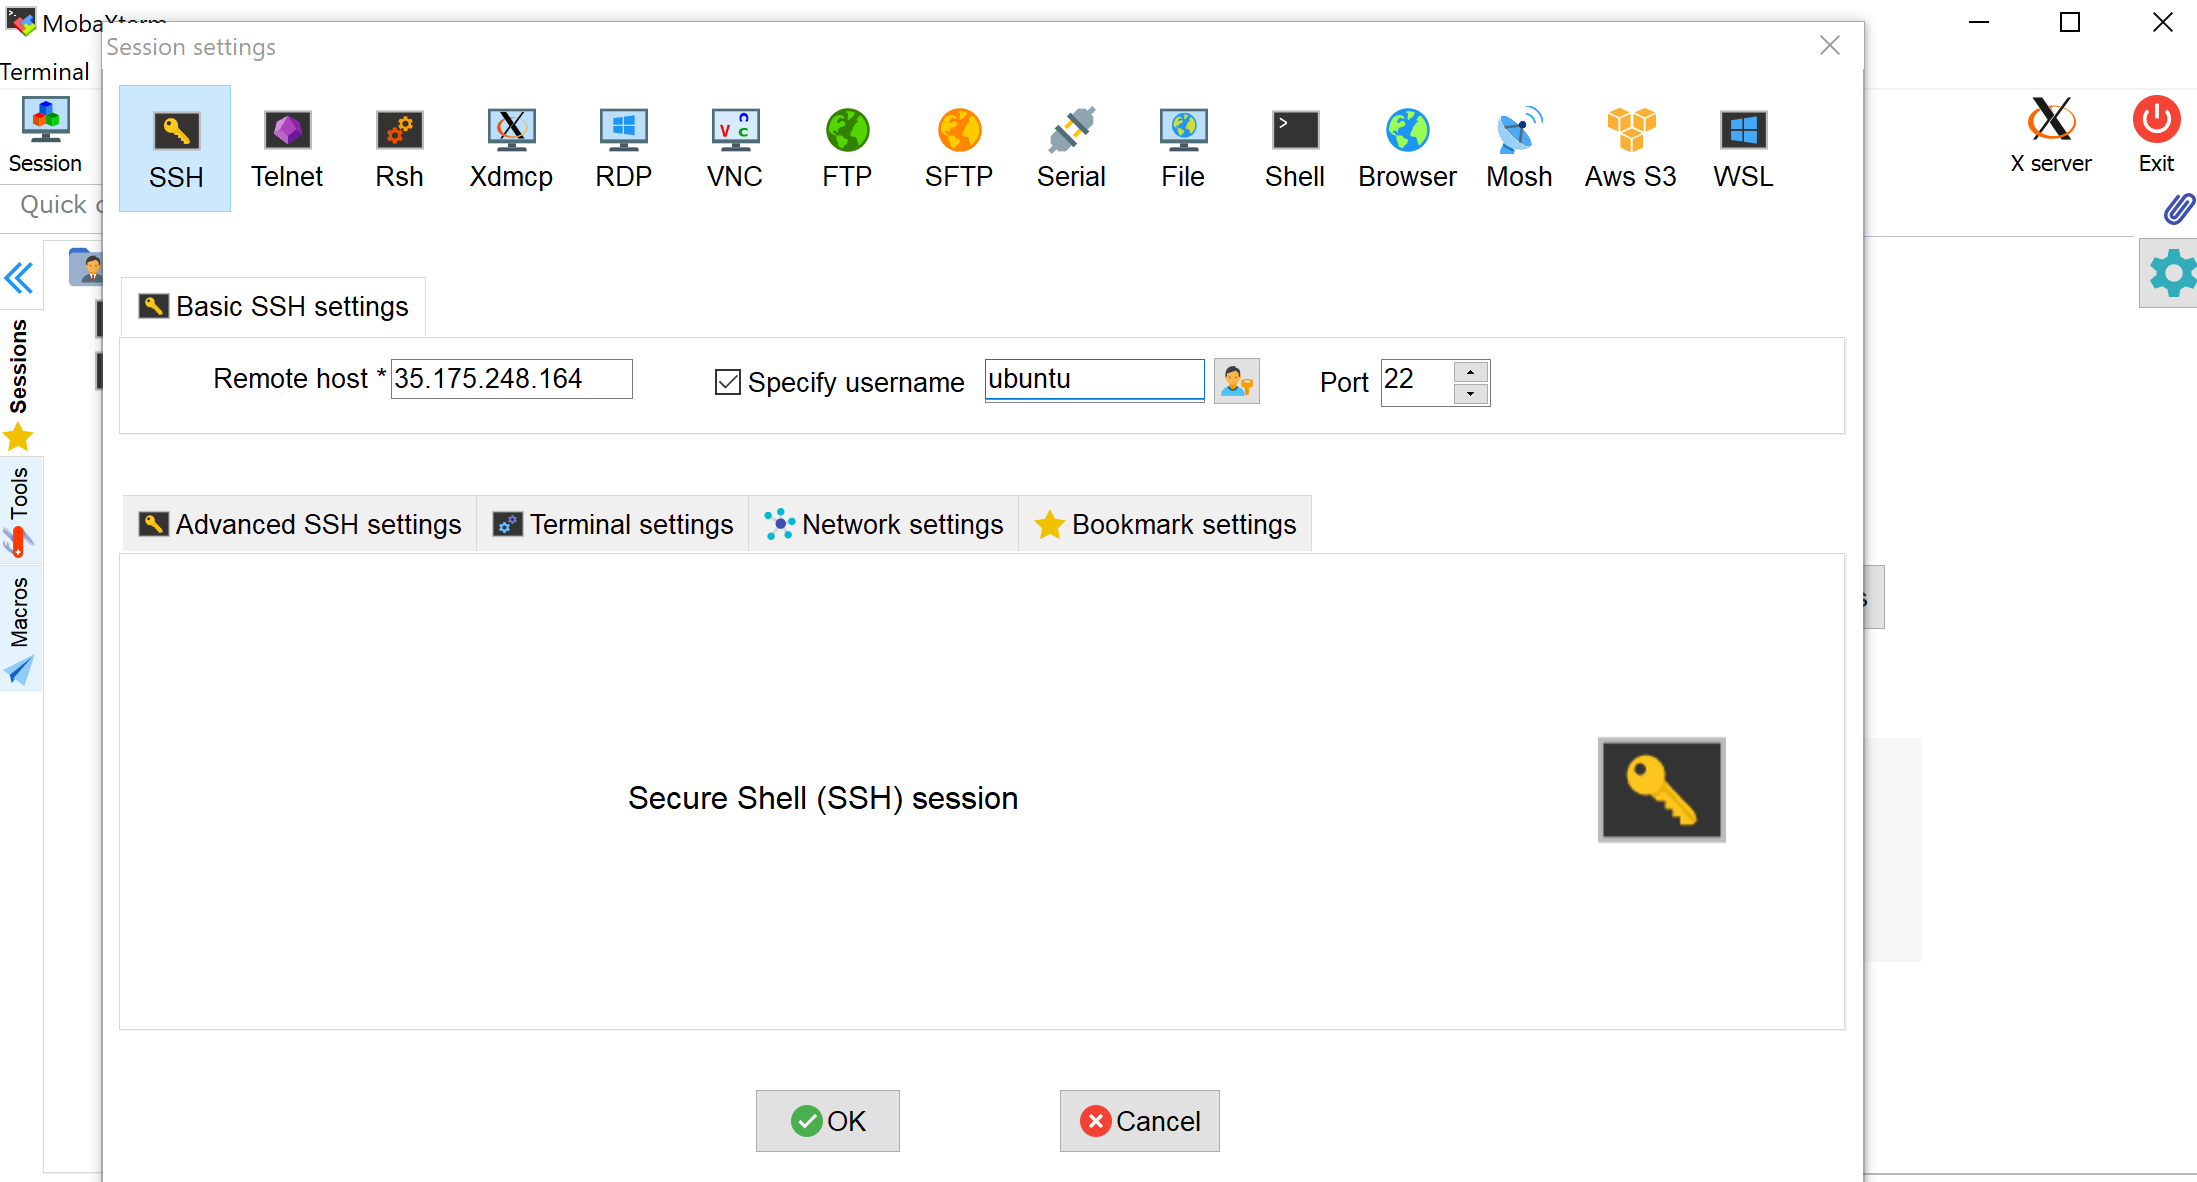 MobaXterm
Session settings
Terminal
Session
SSH
Telnet
Rsh
Xdmcp
RDP
VNC
FTP
SFTP
Serial
File
Shell
Browser
Mosh
Aws S3
WSL
X server
Exit
Quick
Basic SSH settings
Remote host * 35.175.248.164
Specify username ubuntu
Port 22
Sessions
Tools
Macros
Advanced SSH settings
Terminal settings
Network settings
Bookmark settings
Secure Shell (SSH) session
OK
Cancel